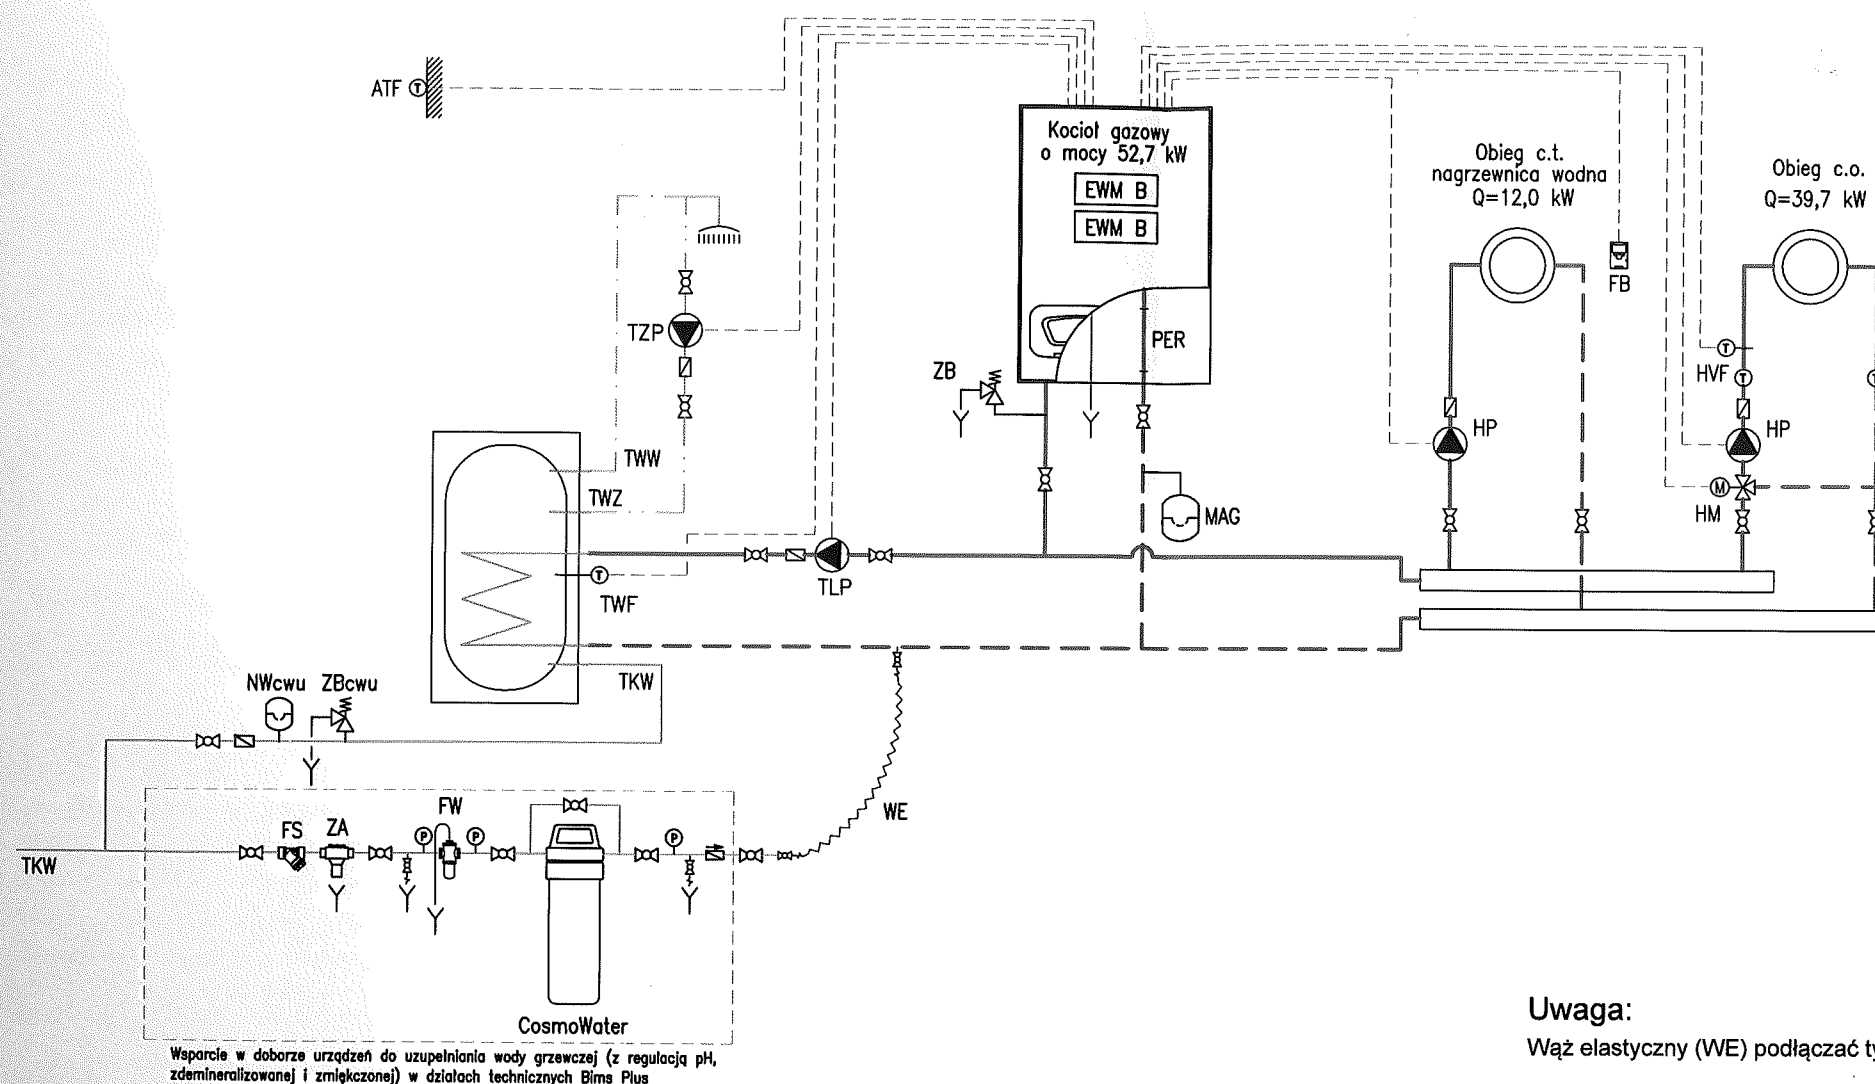 ATF T
Kocioł gazowy
o mocy 52,7 kW
EWM B
EWM B
PER
Obieg c.t.
nagrzewnica wodna
Q=12,0 kW
Obieg c.o.
Q=39,7 kW
FB
TZP
ZB
T
HVF T
HP
HP
M
HM
TWW
TWZ
MAG
TLP
T
TWF
TKW
NWcwu ZBcwu
WE
FW
FS ZA
P P P
TKW
CosmoWater
Wsparcie w doborze urządzeń do uzupełniania wody grzewczej (z regulacją pH,
zdemineralizowanej i zmiękczonej) w działach technicznych Bims Plus
Uwaga:
Wąż elastyczny (WE) podłączać